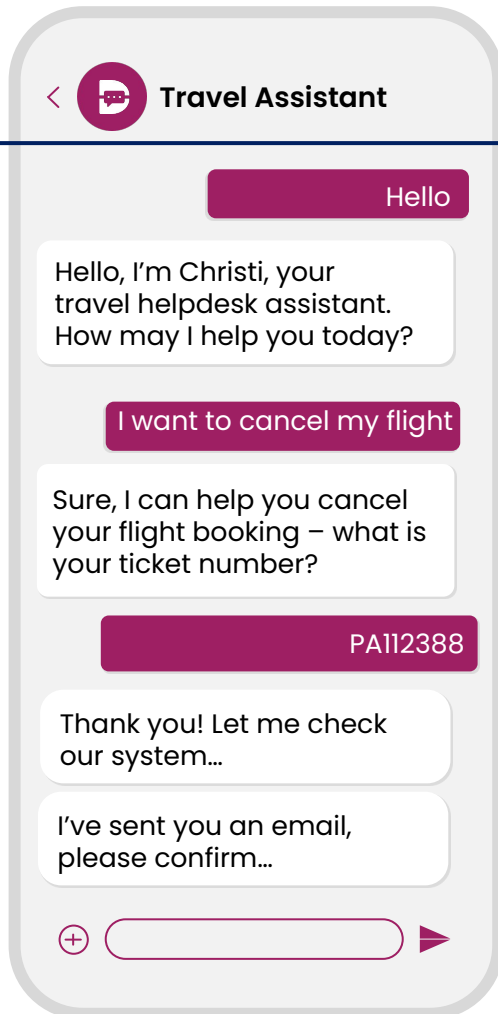 Travel Assistant
Hello
Hello, I’m Christi, your
travel helpdesk assistant.
How may I help you today?
I want to cancel my flight
Sure, I can help you cancel
your flight booking – what is
your ticket number?
PA112388
Thank you! Let me check
our system…
I’ve sent you an email,
please confirm…